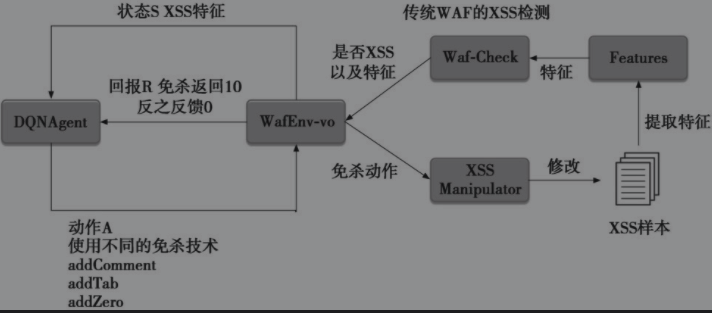 状态S XSS特征
传统WAF的XSS检测
是否XSS
以及特征
Waf-Check
特征
Features
回报R 免杀返回10
反之反馈0
DQNAgent
WafEnv-vo
提取特征
免杀动作
XSS
Manipulator
修改
XSS样本
动作A
使用不同的免杀技术
addComment
addTab
addZero